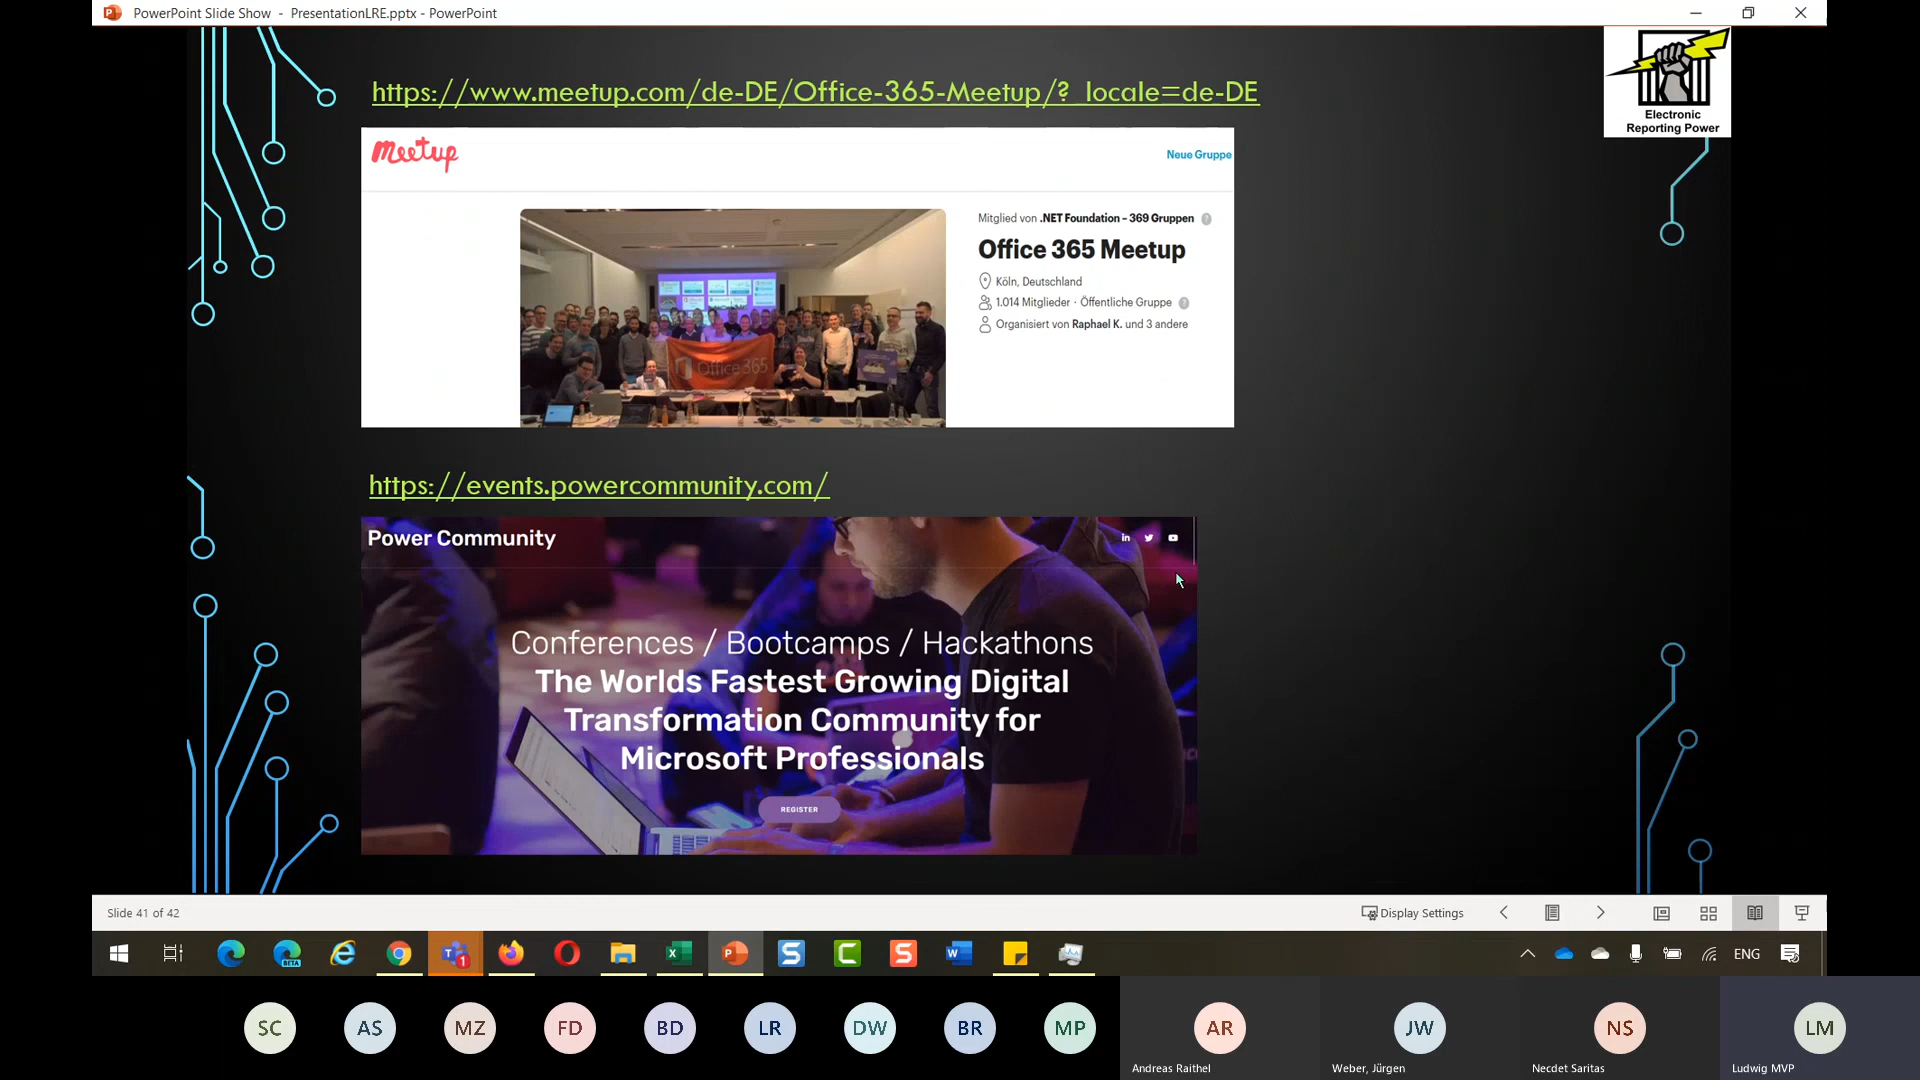 PowerPoint Slide Show - PresentationLRE.pptx - PowerPoint
https://www.meetup.com/de-DE/Office-365-Meetup/?_locale=de-DE
Electronic
Reporting Power
Meetup
Neue Gruppe
Mitglied von .NET Foundation – 369 Gruppen
Office 365 Meetup
Köln, Deutschland
1.014 Mitglieder · Öffentliche Gruppe
Organisiert von Raphael K. und 3 andere
Office 365
https://events.powercommunity.com/
Power Community
Conferences / Bootcamps / Hackathons
The Worlds Fastest Growing Digital
Transformation Community for
Microsoft Professionals
REGISTER
Slide 41 of 42
Display Settings
BETA
1
ENG
SC
AS
MZ
FD
BD
LR
DW
BR
MP
AR
JW
NS
LM
Andreas Raithel
Weber, Jürgen
Necdet Saritas
Ludwig MVP